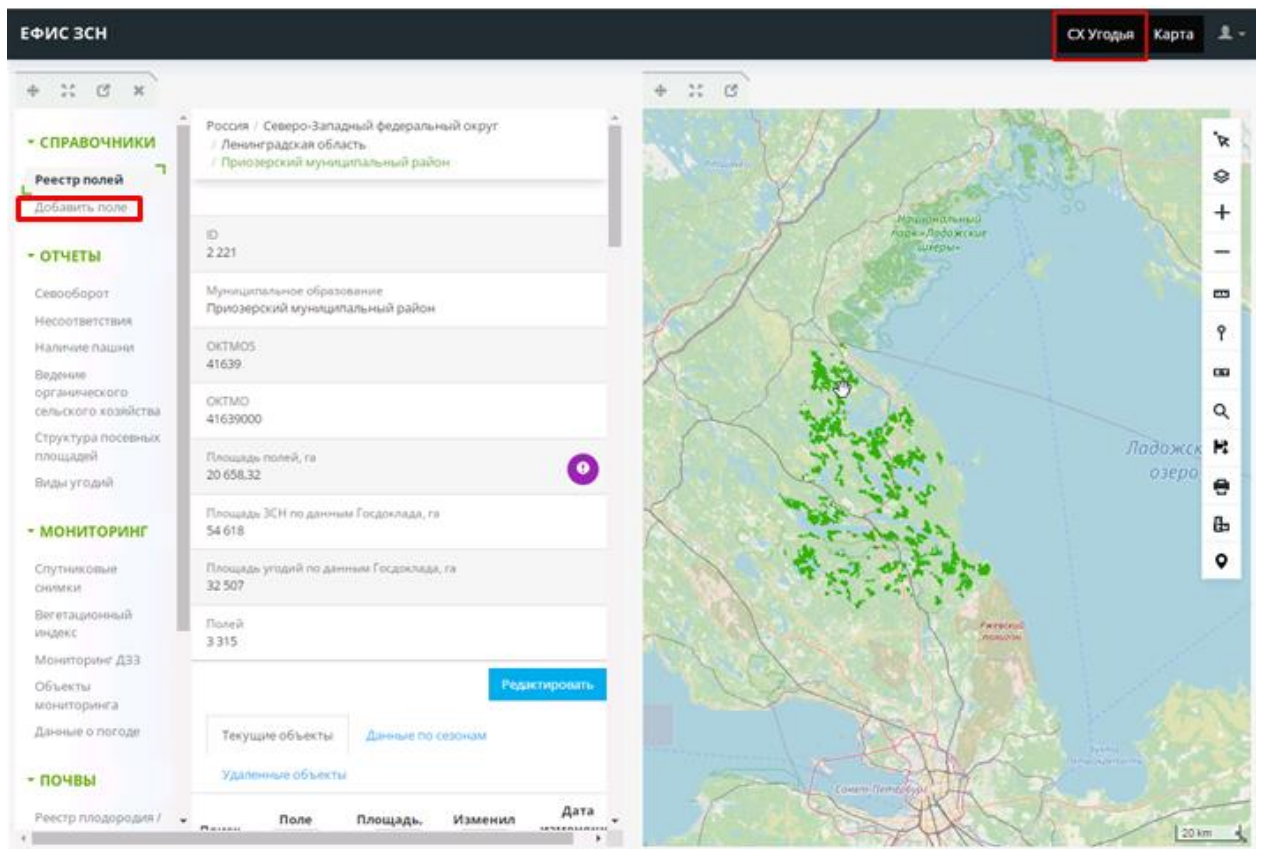 ЕФИС ЗСН
СХ Угодья
Карта
СПРАВОЧНИКИ
Реестр полей
Добавить поле
ОТЧЕТЫ
Севооборот
Несоответствия
Наличие пашни
Ведение
органического
сельского хозяйства
Структура посевных
площадей
Виды угодий
МОНИТОРИНГ
Спутниковые
снимки
Вегетационный
индекс
Мониторинг ДЗЗ
Объекты
мониторинга
Данные о погоде
ПОЧВЫ
Реестр плодородия /
Россия / Северо-Западный федеральный округ
/ Ленинградская область
/ Приозерский муниципальный район
ID
2 221
Муниципальное образование
Приозерский муниципальный район
ОКТМО5
41639
ОКТМО
41639000
Площадь полей, га
20 658,32
Площадь ЗСН по данным Госдоклада, га
54 618
Площадь угодий по данным Госдоклада, га
32 507
Полей
3 315
Редактировать
Текущие объекты
Данные по сезонам
Удаленные объекты
Поле
Площадь,
Изменил
Дата
Национальный
парк «Ладожские
шхеры»
Ладожск
озеро
Ржевский
полигон
Санкт-Петербург
20 km